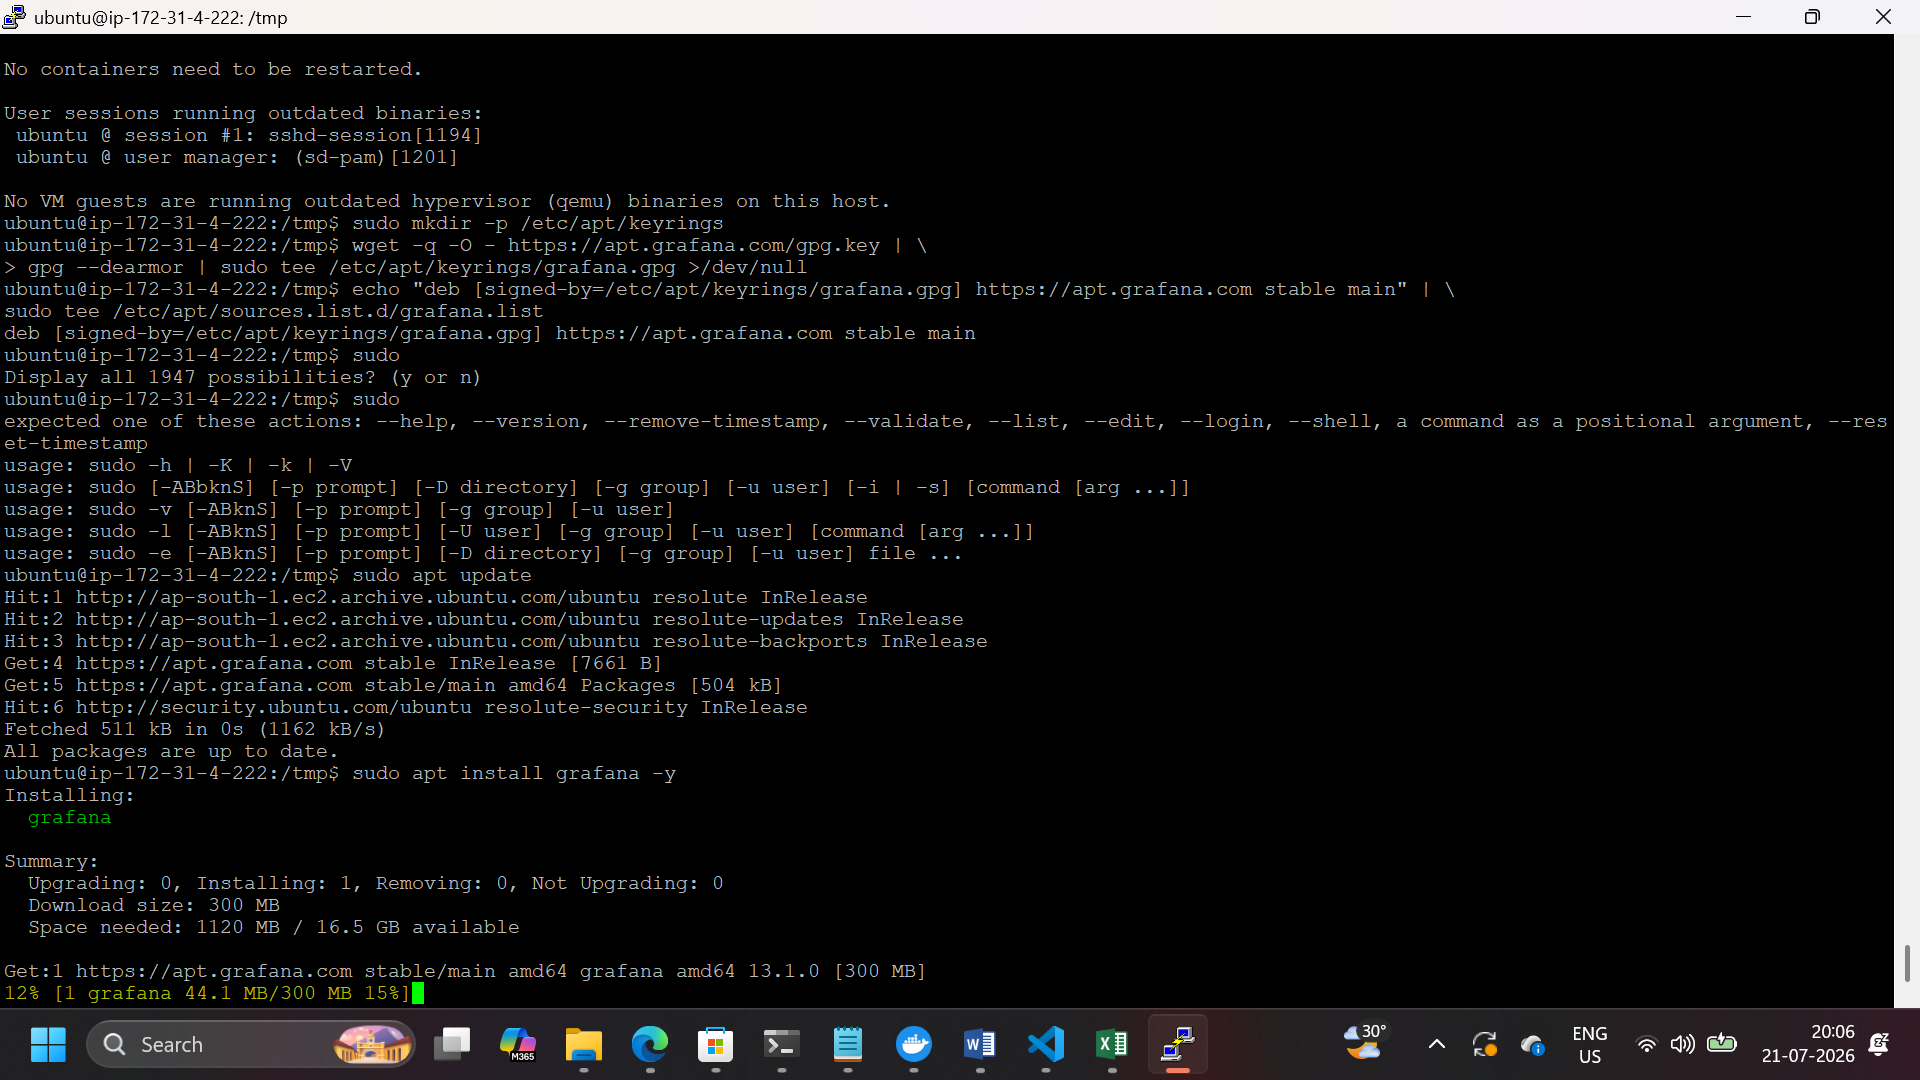 ubuntu@ip-172-31-4-222: /tmp
No containers need to be restarted.
User sessions running outdated binaries:
 ubuntu @ session #1: sshd-session[1194]
 ubuntu @ user manager: (sd-pam)[1201]
No VM guests are running outdated hypervisor (qemu) binaries on this host.
ubuntu@ip-172-31-4-222:/tmp$ sudo mkdir -p /etc/apt/keyrings
ubuntu@ip-172-31-4-222:/tmp$ wget -q -O - https://apt.grafana.com/gpg.key | \
> gpg --dearmor | sudo tee /etc/apt/keyrings/grafana.gpg >/dev/null
ubuntu@ip-172-31-4-222:/tmp$ echo "deb [signed-by=/etc/apt/keyrings/grafana.gpg] https://apt.grafana.com stable main" | \
sudo tee /etc/apt/sources.list.d/grafana.list
deb [signed-by=/etc/apt/keyrings/grafana.gpg] https://apt.grafana.com stable main
ubuntu@ip-172-31-4-222:/tmp$ sudo
Display all 1947 possibilities? (y or n)
ubuntu@ip-172-31-4-222:/tmp$ sudo
expected one of these actions: --help, --version, --remove-timestamp, --validate, --list, --edit, --login, --shell, a command as a positional argument, --res
et-timestamp
usage: sudo -h | -K | -k | -V
usage: sudo [-ABbknS] [-p prompt] [-D directory] [-g group] [-u user] [-i | -s] [command [arg ...]]
usage: sudo -v [-ABknS] [-p prompt] [-g group] [-u user]
usage: sudo -l [-ABknS] [-p prompt] [-U user] [-g group] [-u user] [command [arg ...]]
usage: sudo -e [-ABknS] [-p prompt] [-D directory] [-g group] [-u user] file ...
ubuntu@ip-172-31-4-222:/tmp$ sudo apt update
Hit:1 http://ap-south-1.ec2.archive.ubuntu.com/ubuntu resolute InRelease
Hit:2 http://ap-south-1.ec2.archive.ubuntu.com/ubuntu resolute-updates InRelease
Hit:3 http://ap-south-1.ec2.archive.ubuntu.com/ubuntu resolute-backports InRelease
Get:4 https://apt.grafana.com stable InRelease [7661 B]
Get:5 https://apt.grafana.com stable/main amd64 Packages [504 kB]
Hit:6 http://security.ubuntu.com/ubuntu resolute-security InRelease
Fetched 511 kB in 0s (1162 kB/s)
All packages are up to date.
ubuntu@ip-172-31-4-222:/tmp$ sudo apt install grafana -y
Installing:
  grafana
Summary:
  Upgrading: 0, Installing: 1, Removing: 0, Not Upgrading: 0
  Download size: 300 MB
  Space needed: 1120 MB / 16.5 GB available
Get:1 https://apt.grafana.com stable/main amd64 grafana amd64 13.1.0 [300 MB]
12% [1 grafana 44.1 MB/300 MB 15%]
Search
M365
30°
ENG
US
20:06
21-07-2026